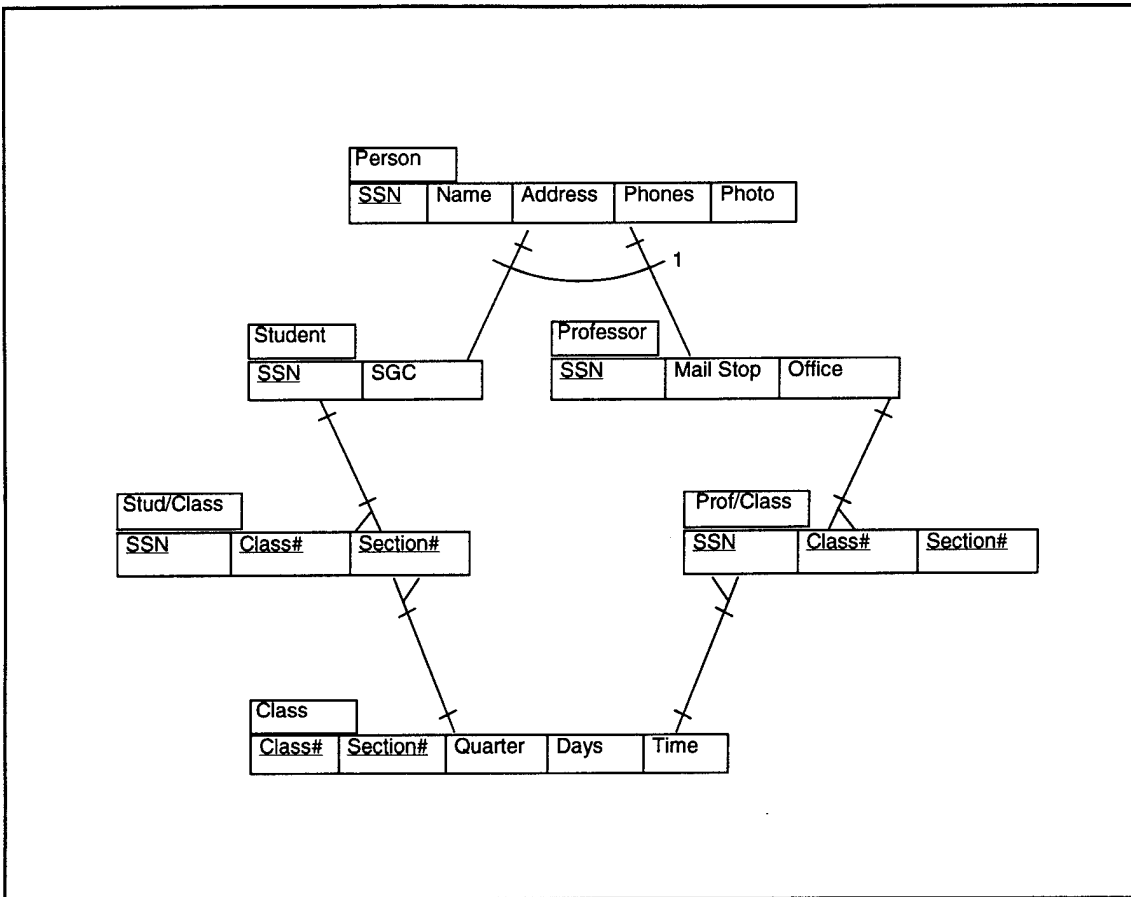 Person
SSN Name Address Phones Photo
1
Student
SSN SGC
Professor
SSN Mail Stop Office
Stud/Class
SSN Class# Section#
Prof/Class
SSN Class# Section#
Class
Class# Section# Quarter Days Time